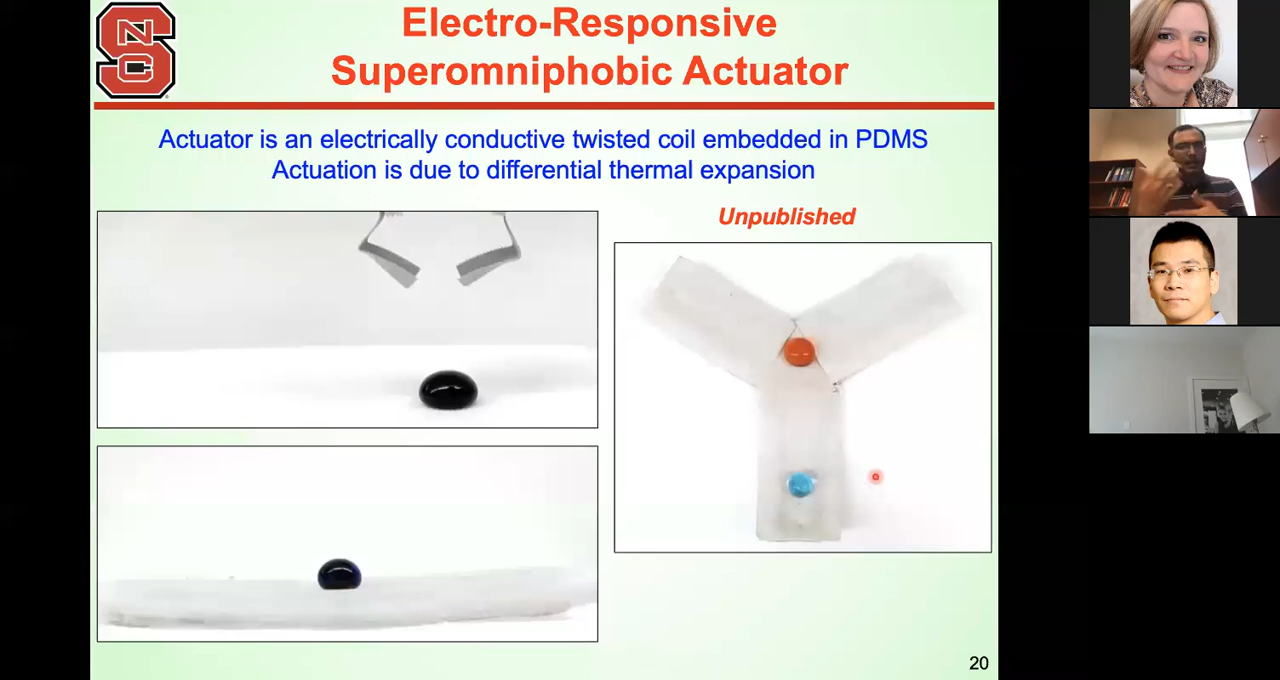 NC
S
Electro-Responsive
Superomniphobic Actuator
Actuator is an electrically conductive twisted coil embedded in PDMS
Actuation is due to differential thermal expansion
Unpublished
20